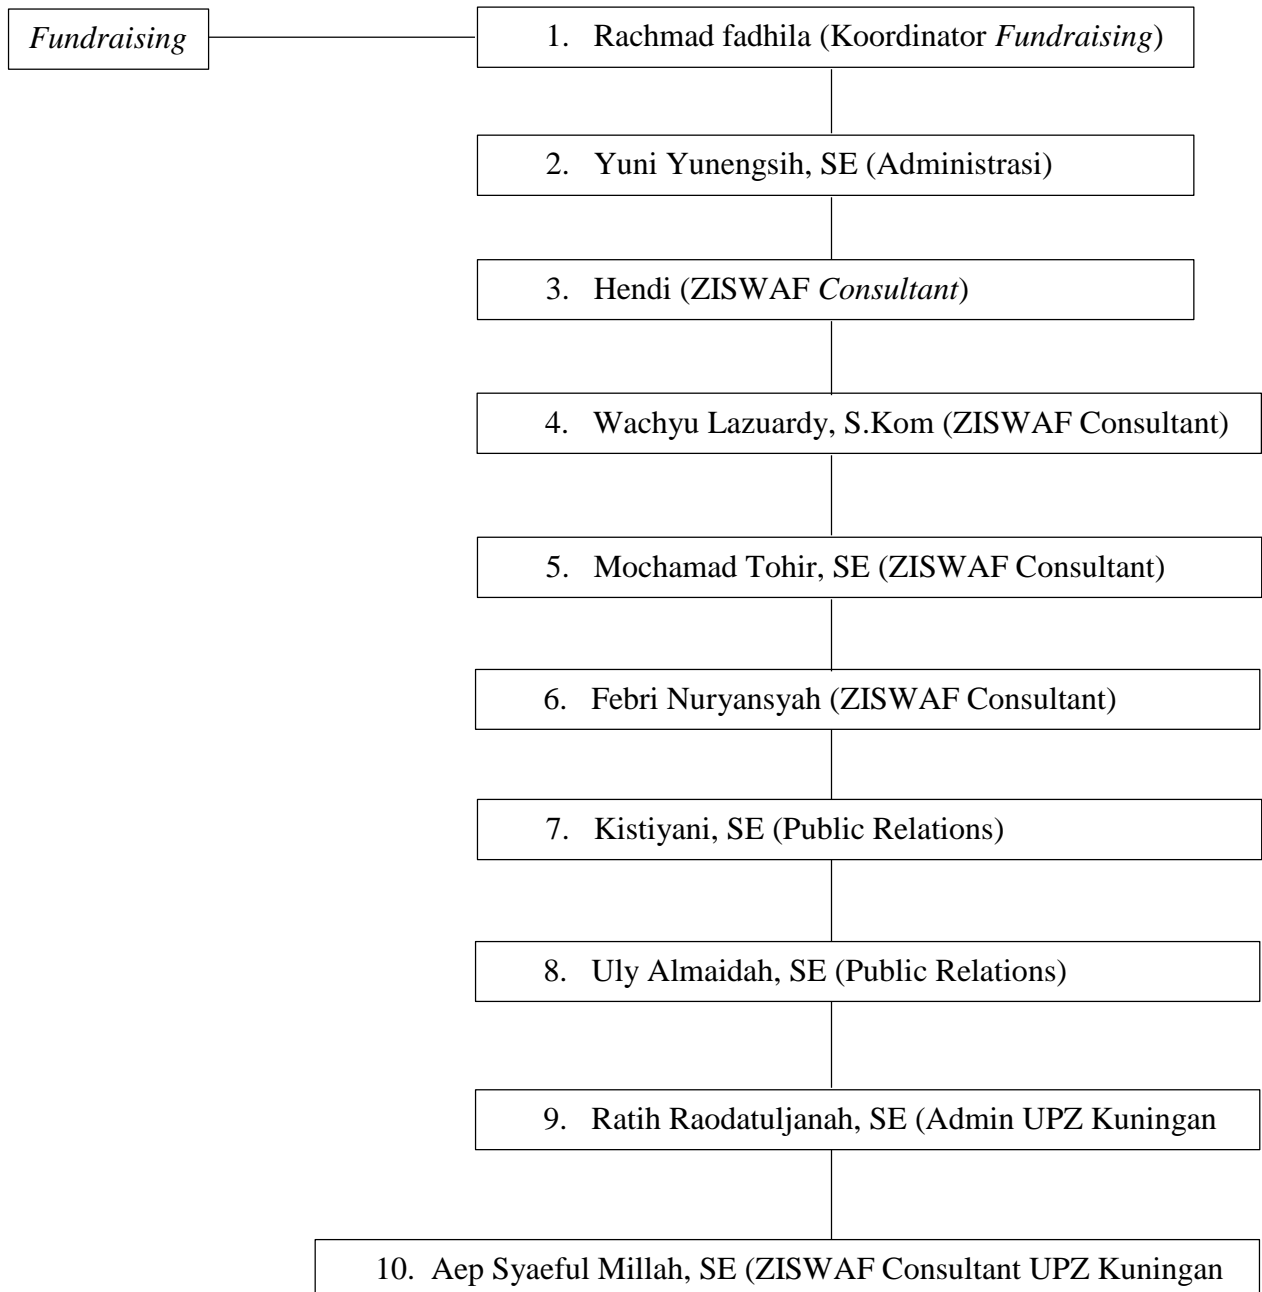 Fundraising
1. Rachmad fadhila (Koordinator Fundraising)
2. Yuni Yunengsih, SE (Administrasi)
3. Hendi (ZISWAF Consultant)
4. Wachyu Lazuardy, S.Kom (ZISWAF Consultant)
5. Mochamad Tohir, SE (ZISWAF Consultant)
6. Febri Nuryansyah (ZISWAF Consultant)
7. Kistiyani, SE (Public Relations)
8. Uly Almaidah, SE (Public Relations)
9. Ratih Raodatuljanah, SE (Admin UPZ Kuningan
10. Aep Syaeful Millah, SE (ZISWAF Consultant UPZ Kuningan